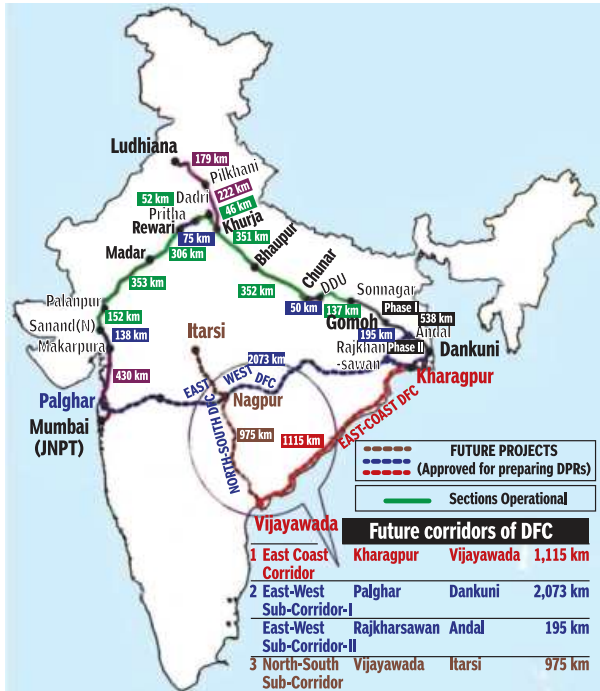 Ludhiana
179 km
Pilkhani
222 km
52 km
Dadri
46 km
Pritha
Rewari
Khurja
75 km
351 km
306 km
Bhaupur
Madar
353 km
352 km
Chunar
DDU
50 km
137 km
Sonnagar
Palanpur
152 km
Gomoh
Phase I
538 km
Sanand(N)
138 km
Itarsi
195 km
Andal
Makarpura
2073 km
Rajkhar
-sawan
Phase II
Dankuni
430 km
EAST WEST DFC
Kharagpur
Palghar
Nagpur
Mumbai
(JNPT)
NORTH-SOUTH DFC
975 km
1115 km
EAST-COAST DFC
FUTURE PROJECTS
(Approved for preparing DPRs)
Sections Operational
Vijayawada
Future corridors of DFC
1 East Coast Corridor Kharagpur Vijayawada 1,115 km
2 East-West Sub-Corridor-I Palghar Dankuni 2,073 km
East-West Sub-Corridor-II Rajkharsawan Andal 195 km
3 North-South Sub-Corridor Vijayawada Itarsi 975 km